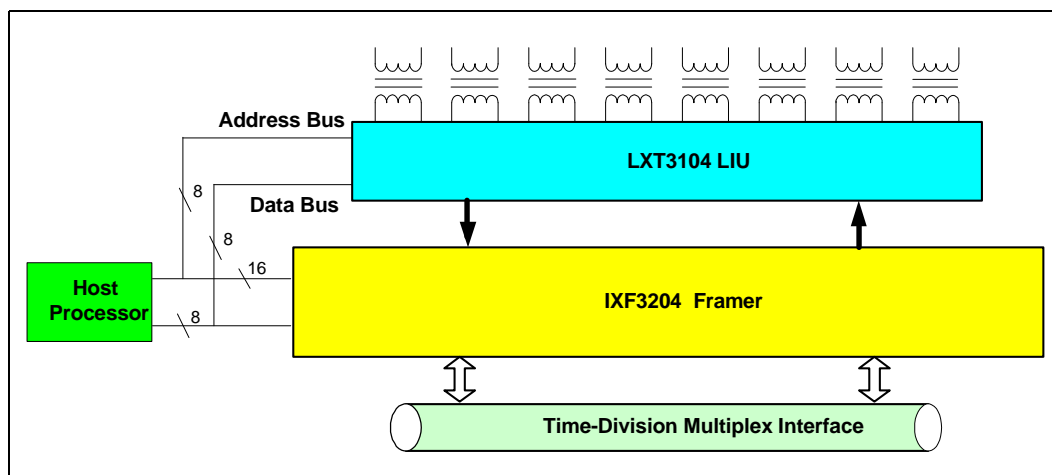 Address Bus
LXT3104 LIU
8
Data Bus
8
16
Host
Processor
IXF3204 Framer
8
Time-Division Multiplex Interface